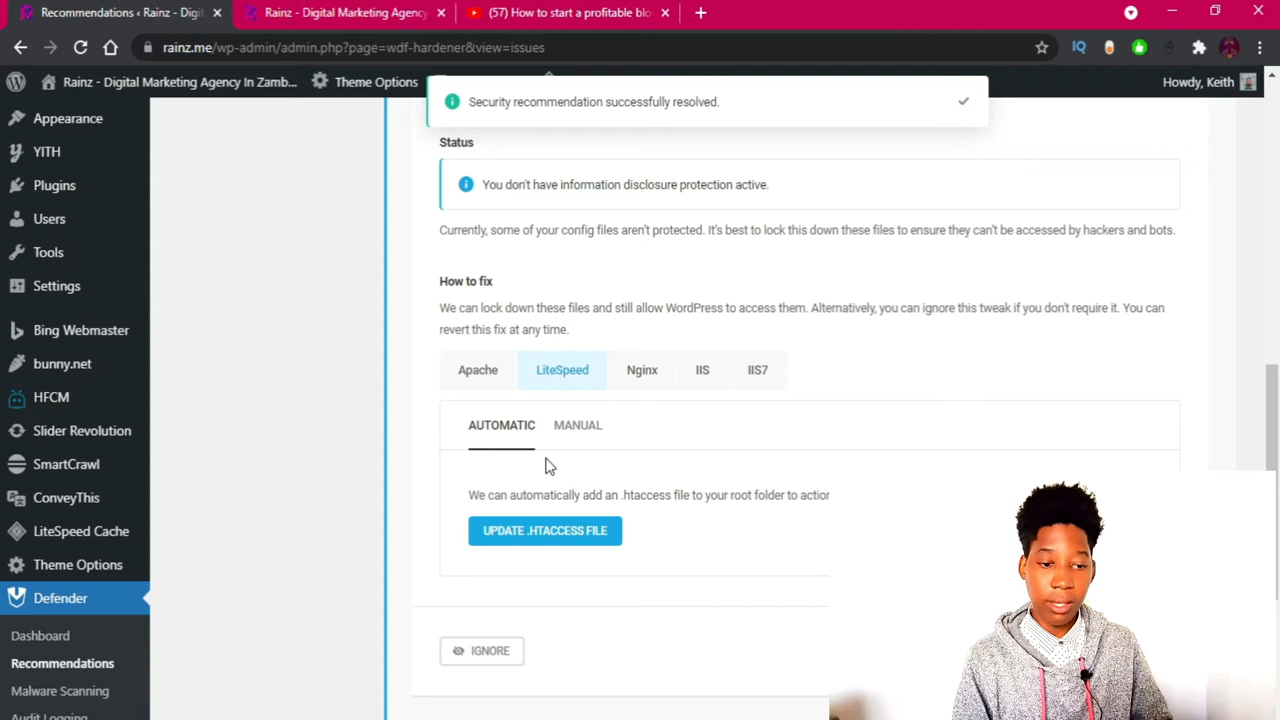 Recommendations ‹ Rainz - Digit
Rainz - Digital Marketing Agency
(57) How to start a profitable blo
rainz.me/wp-admin/admin.php?page=wdf-hardener&view=issues
IQ
Rainz - Digital Marketing Agency In Zamb...
Theme Options
Howdy, Keith
Security recommendation successfully resolved.
Appearance
YITH
Plugins
Users
Tools
Settings
Bing Webmaster
bunny.net
HFCM
Slider Revolution
SmartCrawl
ConveyThis
LiteSpeed Cache
Theme Options
Defender
Dashboard
Recommendations
Malware Scanning
Audit Logging
Status
You don't have information disclosure protection active.
Currently, some of your config files aren't protected. It's best to lock this down these files to ensure they can't be accessed by hackers and bots.
How to fix
We can lock down these files and still allow WordPress to access them. Alternatively, you can ignore this tweak if you don't require it. You can
revert this fix at any time.
Apache LiteSpeed Nginx IIS IIS7
AUTOMATIC MANUAL
We can automatically add an .htaccess file to your root folder to action
UPDATE .HTACCESS FILE
IGNORE